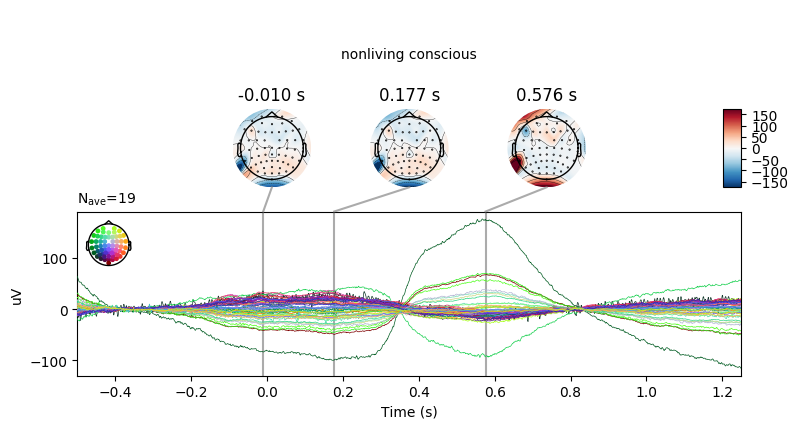 nonliving conscious
-0.010 s 0.177 s 0.576 s
150
100
50
0
−50
−100
−150
Nave=19
100
0
−100
uV
−0.4 −0.2 0.0 0.2 0.4 0.6 0.8 1.0 1.2
Time (s)